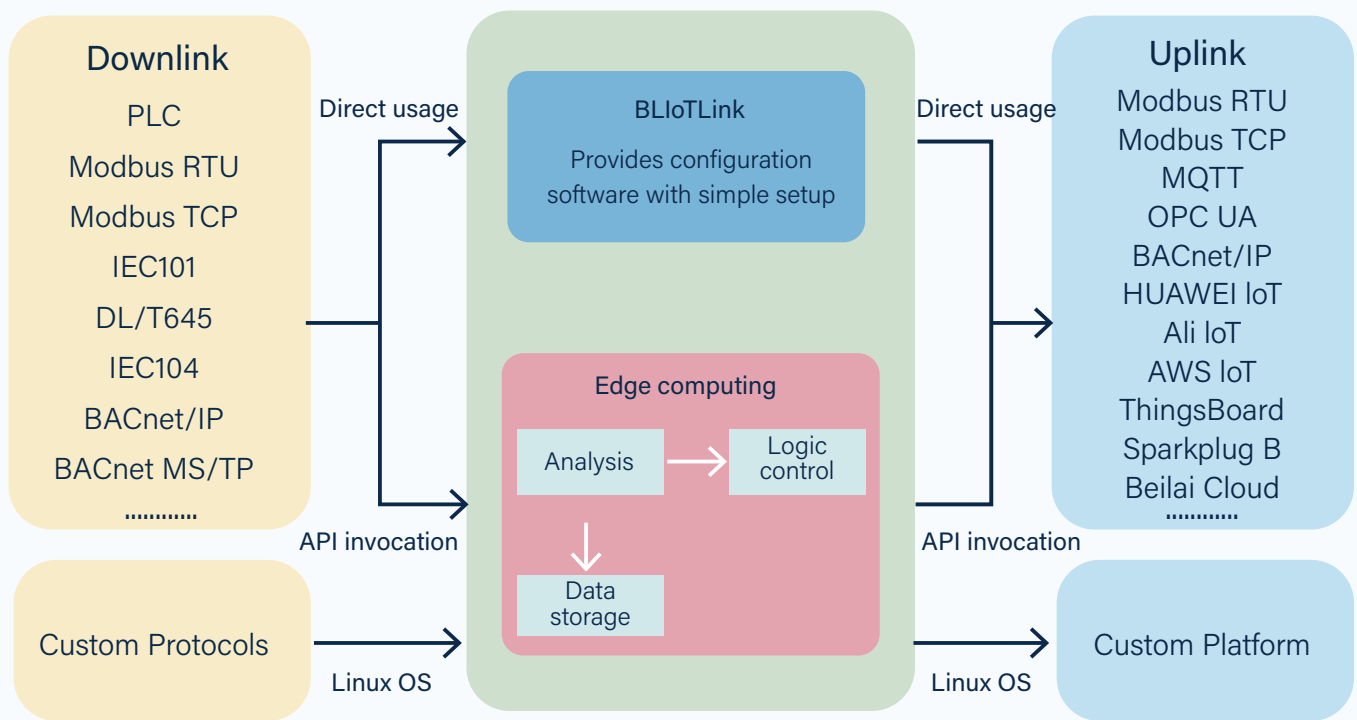 Downlink
PLC
Modbus RTU
Modbus TCP
IEC101
DL/T645
IEC104
BACnet/IP
BACnet MS/TP
............
Custom Protocols
Direct usage
API invocation
Linux OS
BLIoTLink
Provides configuration
software with simple setup
Edge computing
Analysis
Logic
control
Data
storage
Direct usage
API invocation
Linux OS
Uplink
Modbus RTU
Modbus TCP
MQTT
OPC UA
BACnet/IP
HUAWEI IoT
Ali IoT
AWS IoT
ThingsBoard
Sparkplug B
Beilai Cloud
............
Custom Platform